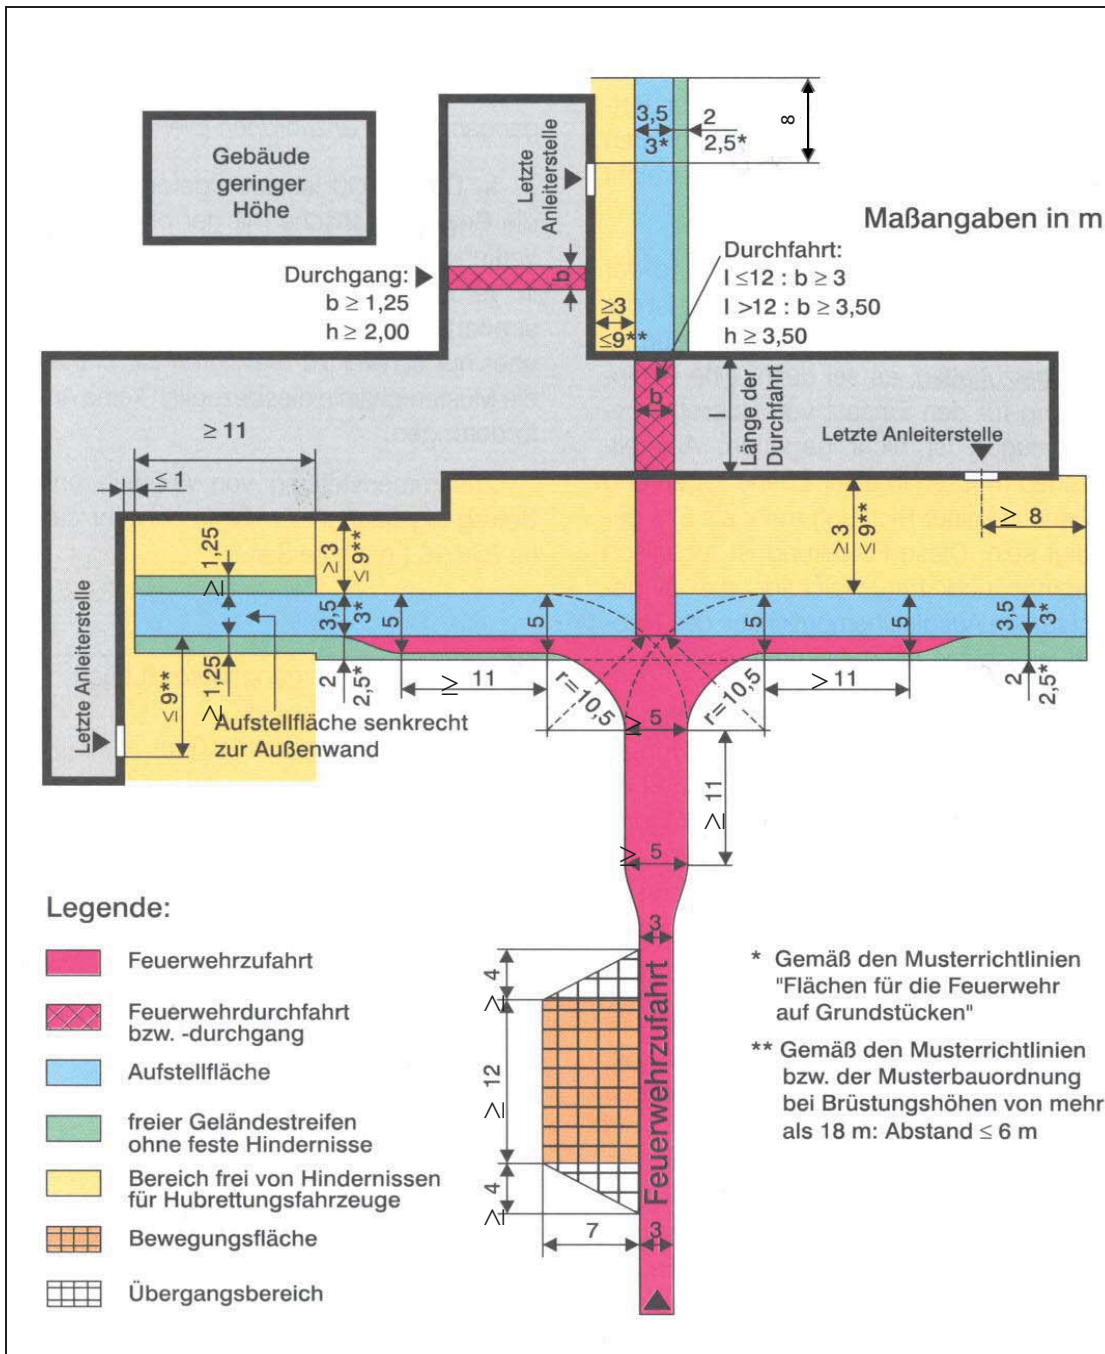 3,5
3*
2
2,5*
8
Gebäude
geringer
Höhe
Letzte
Anleiterstelle
Maßangaben in m
Durchgang:
b ≥ 1,25
h ≥ 2,00
b
Durchfahrt:
l ≤12 : b ≥ 3
l >12 : b ≥ 3,50
h ≥ 3,50
≥3
≤9**
b
l
Länge der
Durchfahrt
Letzte Anleiterstelle
≥ 11
≤ 1
≥ 3
≤ 9**
≥3
≤9**
≥ 8
≥ 1,25
3,5
3*
5
5
5
5
3,5
3*
Letzte Anleiterstelle
≤ 9**
≥ 1,25
2
2,5*
≥ 11
r=10,5
≥ 5
r=10,5
>11
2
2,5*
Aufstellfläche senkrecht
zur Außenwand
≥ 11
≥ 5
3
Legende:
Feuerwehrzufahrt
Feuerwehrdurchfahrt
bzw. -durchgang
Aufstellfläche
freier Geländestreifen
ohne feste Hindernisse
Bereich frei von Hindernissen
für Hubrettungsfahrzeuge
Bewegungsfläche
Übergangsbereich
≥ 4
≥ 12
≥ 4
7
3
Feuerwehrzufahrt
* Gemäß den Musterrichtlinien
"Flächen für die Feuerwehr
auf Grundstücken"
** Gemäß den Musterrichtlinien
bzw. der Musterbauordnung
bei Brüstungshöhen von mehr
als 18 m: Abstand ≤ 6 m